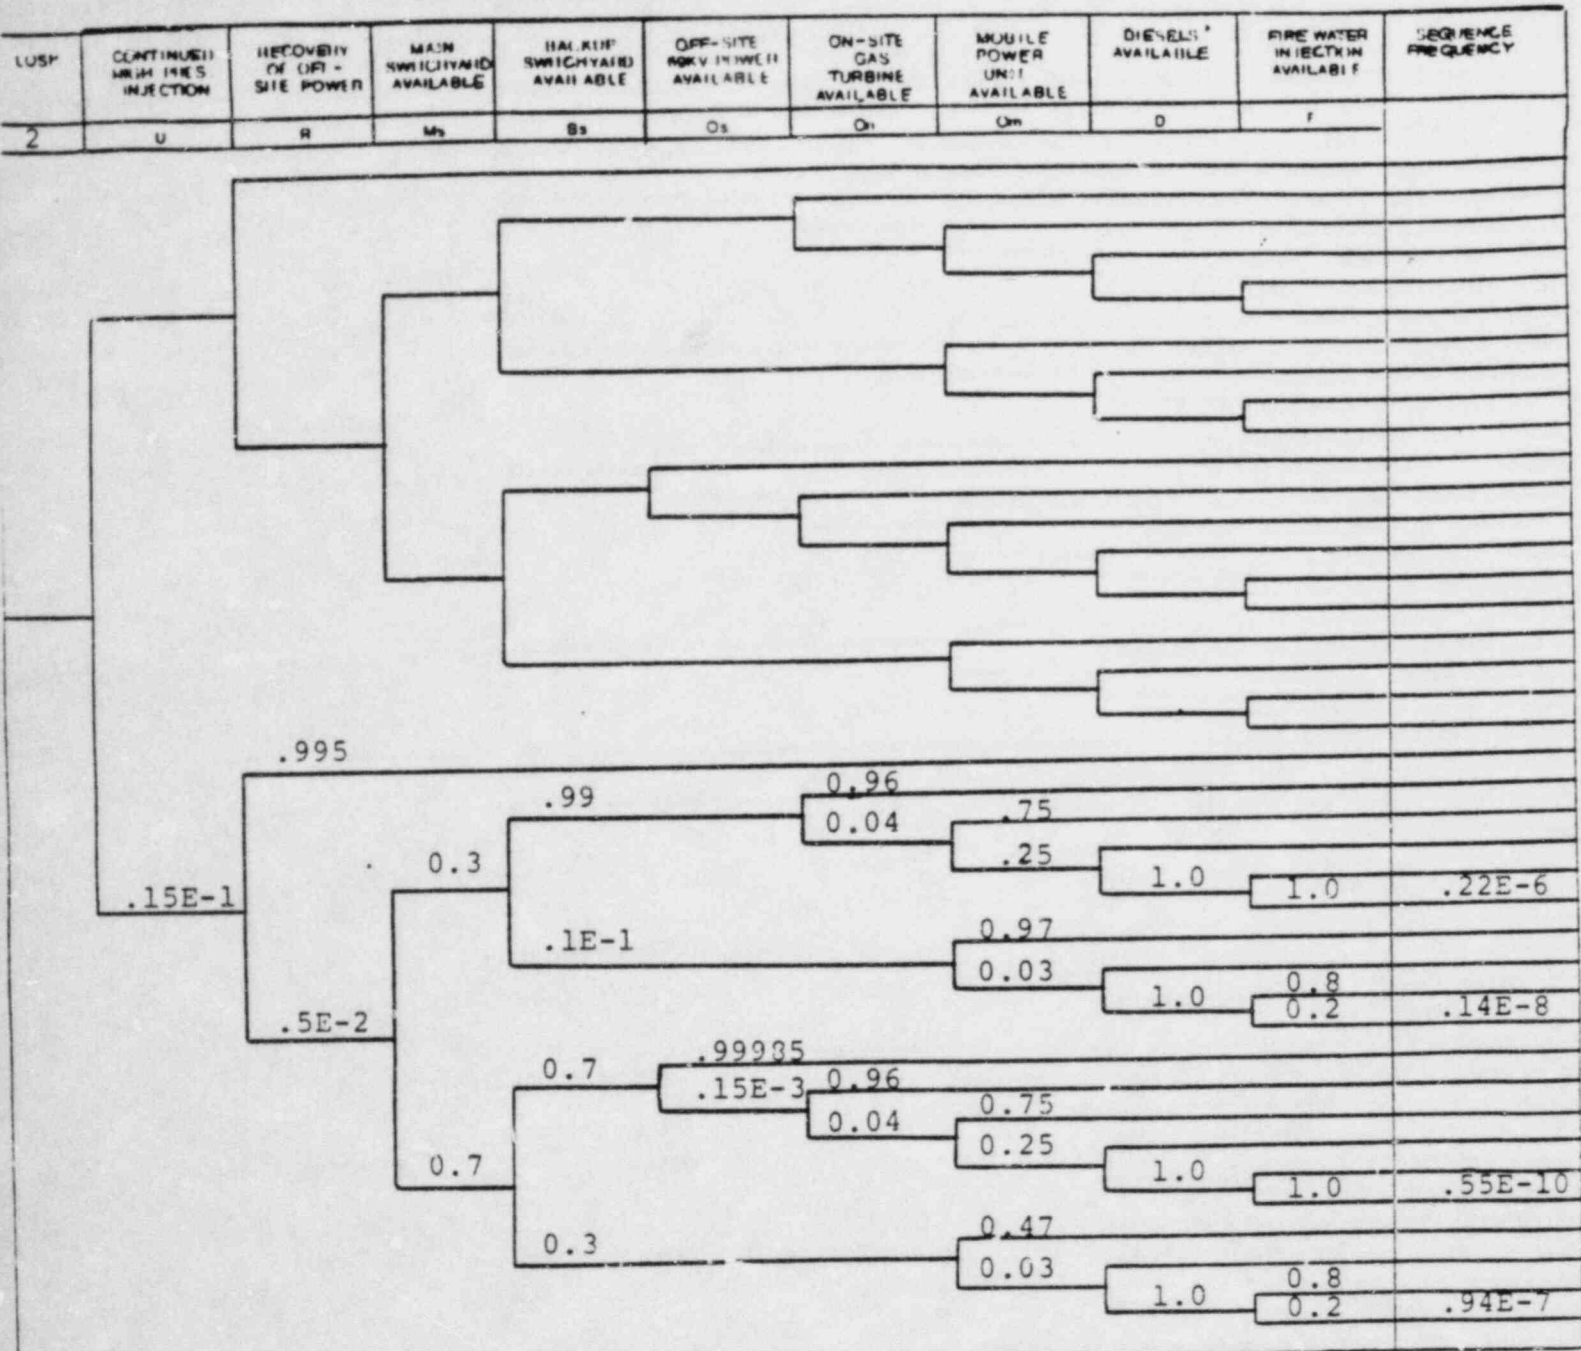 LOSP
CONTINUED
HIGH PRES
INJECTION
RECOVERY
OF OFF-
SITE POWER
MAIN
SWITCHYARD
AVAILABLE
BACKUP
SWITCHYARD
AVAILABLE
OFF-SITE
POWER
AVAILABLE
ON-SITE
GAS
TURBINE
AVAILABLE
MOBILE
POWER
UNIT
AVAILABLE
DIESELS*
AVAILABLE
FIRE WATER
INJECTION
AVAILABLE
SEQUENCE
FREQUENCY
2 U R Ms Bs Os On Om D F
.995
.99
0.96
.75
0.04
0.3
.25
1.0
1.0
.22E-6
.15E-1
.1E-1
0.97
0.03
0.8
1.0
0.2
.14E-8
.5E-2
.99985
0.7
.15E-3
0.96
0.75
0.04
0.25
0.7
1.0
1.0
.55E-10
0.47
0.3
0.03
0.8
1.0
0.2
.94E-7